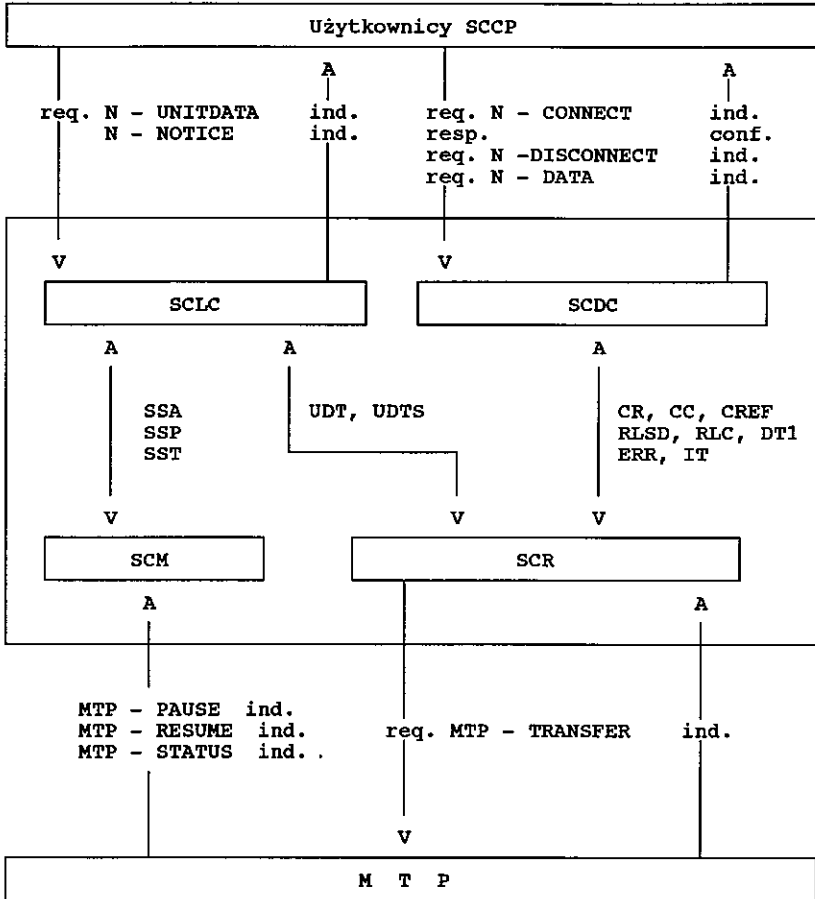 Użytkownicy SCCP
A A
req. N - UNITDATA ind. req. N - CONNECT ind.
N - NOTICE ind. resp. conf.
req. N -DISCONNECT ind.
req. N - DATA ind.
V V
SCLC SCDC
A A A
SSA UDT, UDTS CR, CC, CREF
SSP RLSD, RLC, DT1
SST ERR, IT
V V V
SCM SCR
A A
MTP - PAUSE ind.
MTP - RESUME ind. req. MTP - TRANSFER ind.
MTP - STATUS ind. .
V
M T P